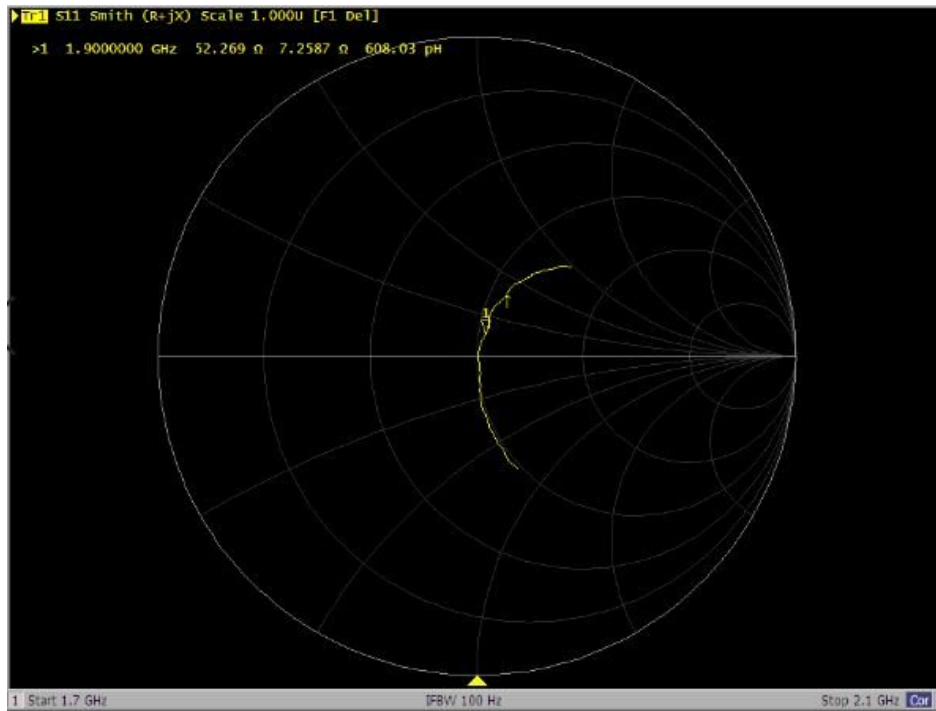 Tr1 S11 Smith (R+jX) Scale 1.000U [F1 Del]
>1 1.9000000 GHz 52.269 Ω 7.2587 Ω 608.03 pH
1
1 Start 1.7 GHz IFBW 100 Hz Stop 2.1 GHz Cor